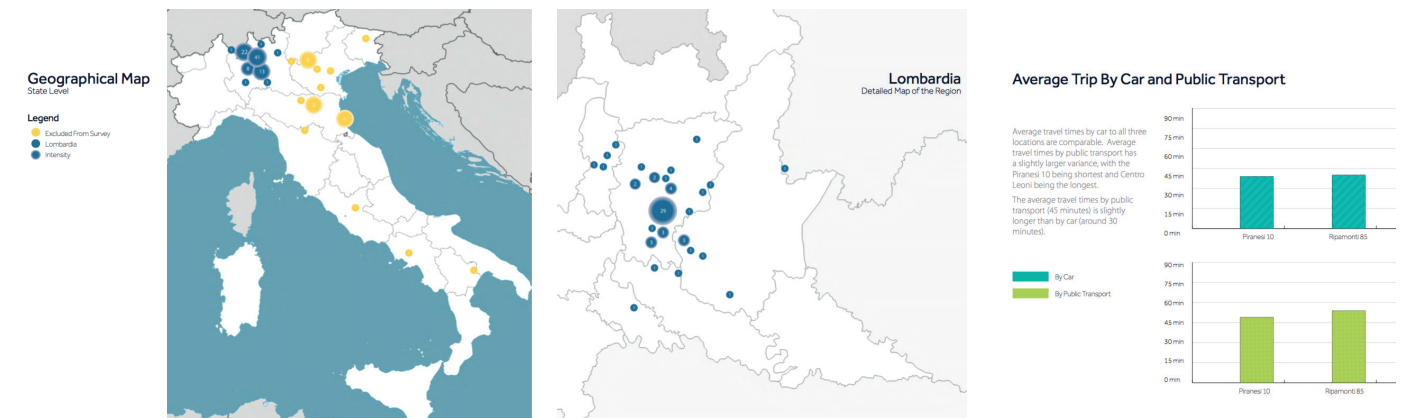 Geographical Map
State Level
Legend
Excluded From Survey
Lombardia
Intensity
22
41
13
Lombardia
Detailed Map of the Region
29
Average Trip By Car and Public Transport
Average travel times by car to all three
locations are comparable. Average
travel times by public transport has
a slightly larger variance, with the
Piranesi 10 being shortest and Centro
Leoni being the longest.
The average travel times by public
transport (45 minutes) is slightly
longer than by car (around 30
minutes).
By Car
By Public Transport
90 min
75 min
60 min
45 min
30 min
15 min
0 min
Piranesi 10
Ripamonti 85
90 min
75 min
60 min
45 min
30 min
15 min
0 min
Piranesi 10
Ripamonti 85